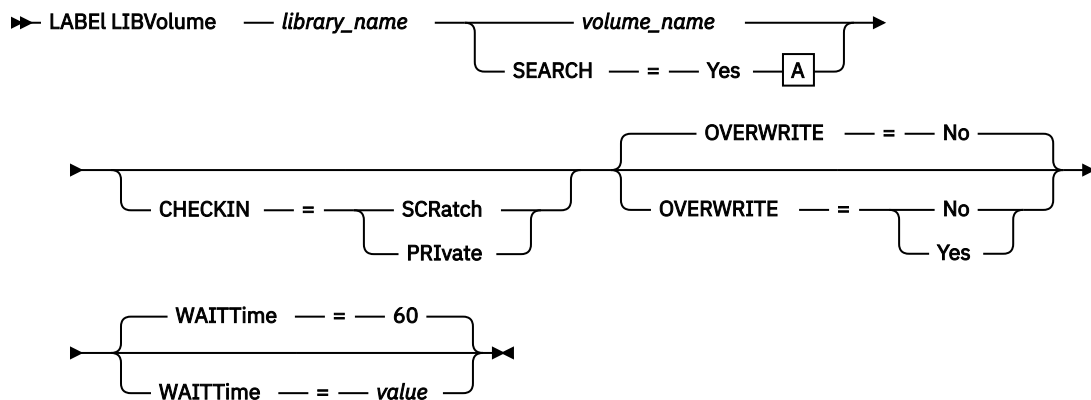 LABEl LIBVolume library_name volume_name
SEARCH = Yes A
OVERWRITE = No
CHECKIN = SCRatch
PRIvate
OVERWRITE = No
Yes
WAITTime = 60
WAITTime = value